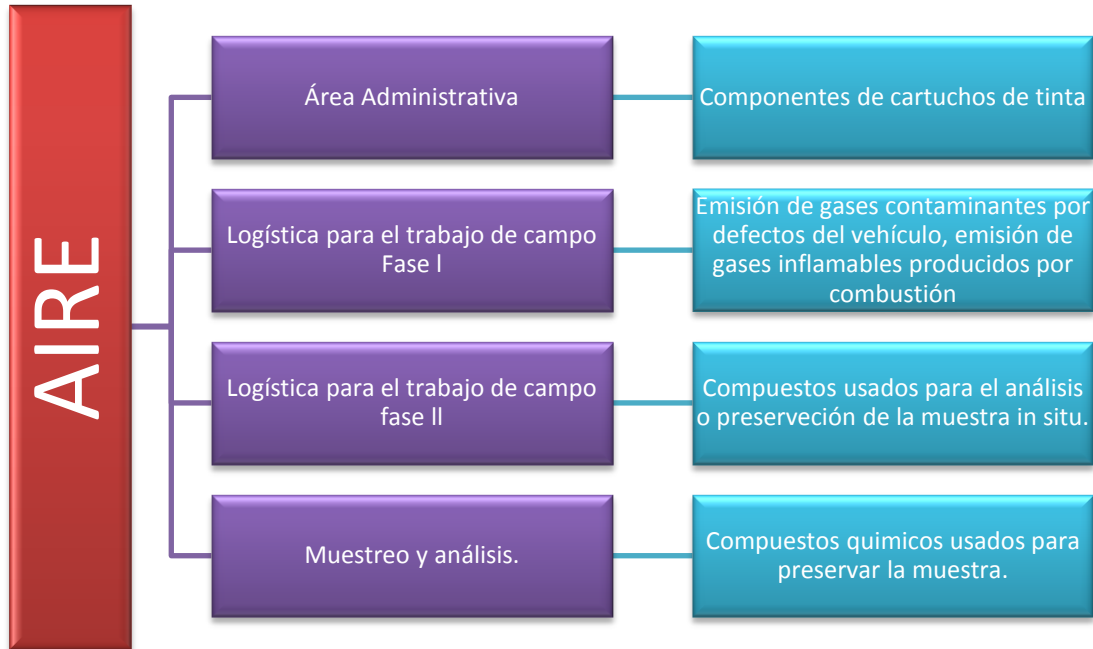 AIRE
Área Administrativa
Componentes de cartuchos de tinta
Logística para el trabajo de campo
Fase l
Emisión de gases contaminantes por
defectos del vehículo, emisión de
gases inflamables producidos por
combustión
Logística para el trabajo de campo
fase ll
Compuestos usados para el análisis
o preserveción de la muestra in situ.
Muestreo y análisis.
Compuestos quimicos usados para
preservar la muestra.